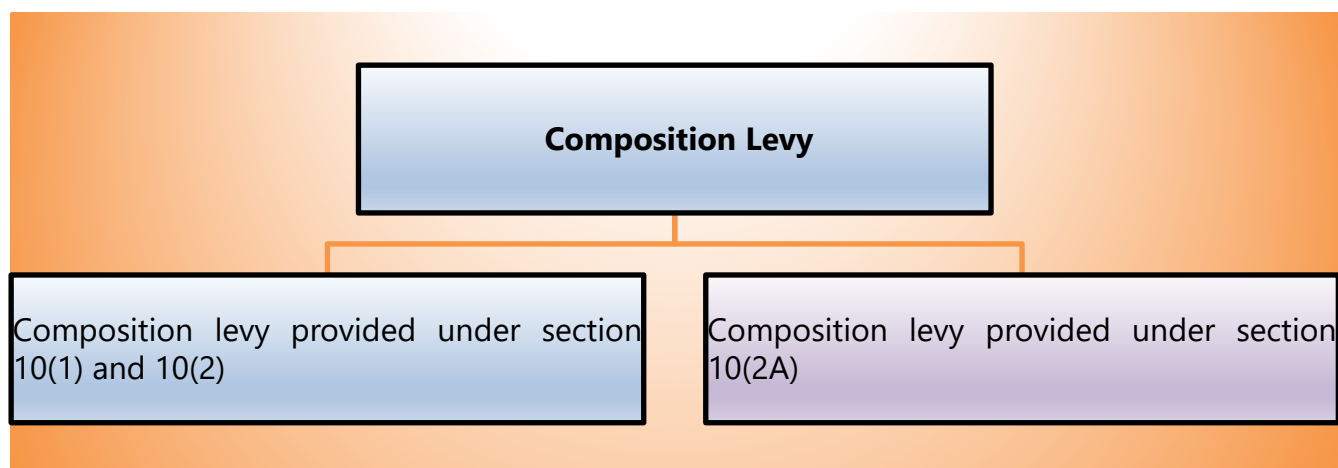 Composition Levy
Composition levy provided under section
10(1) and 10(2)
Composition levy provided under section
10(2A)